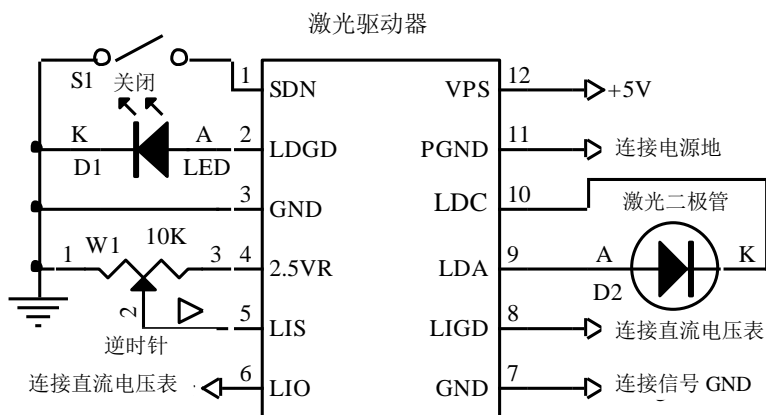 激光驱动器
S1 关闭 1 SDN VPS 12 +5V
K A 2 LDGD PGND 11 连接电源地
D1 LED
3 GND LDC 10 激光二极管
1 W1 10K 3 4 2.5VR LDA 9 A K
D2
2 5 LIS LIGD 8 连接直流电压表
逆时针
连接直流电压表 6 LIO GND 7 连接信号 GND